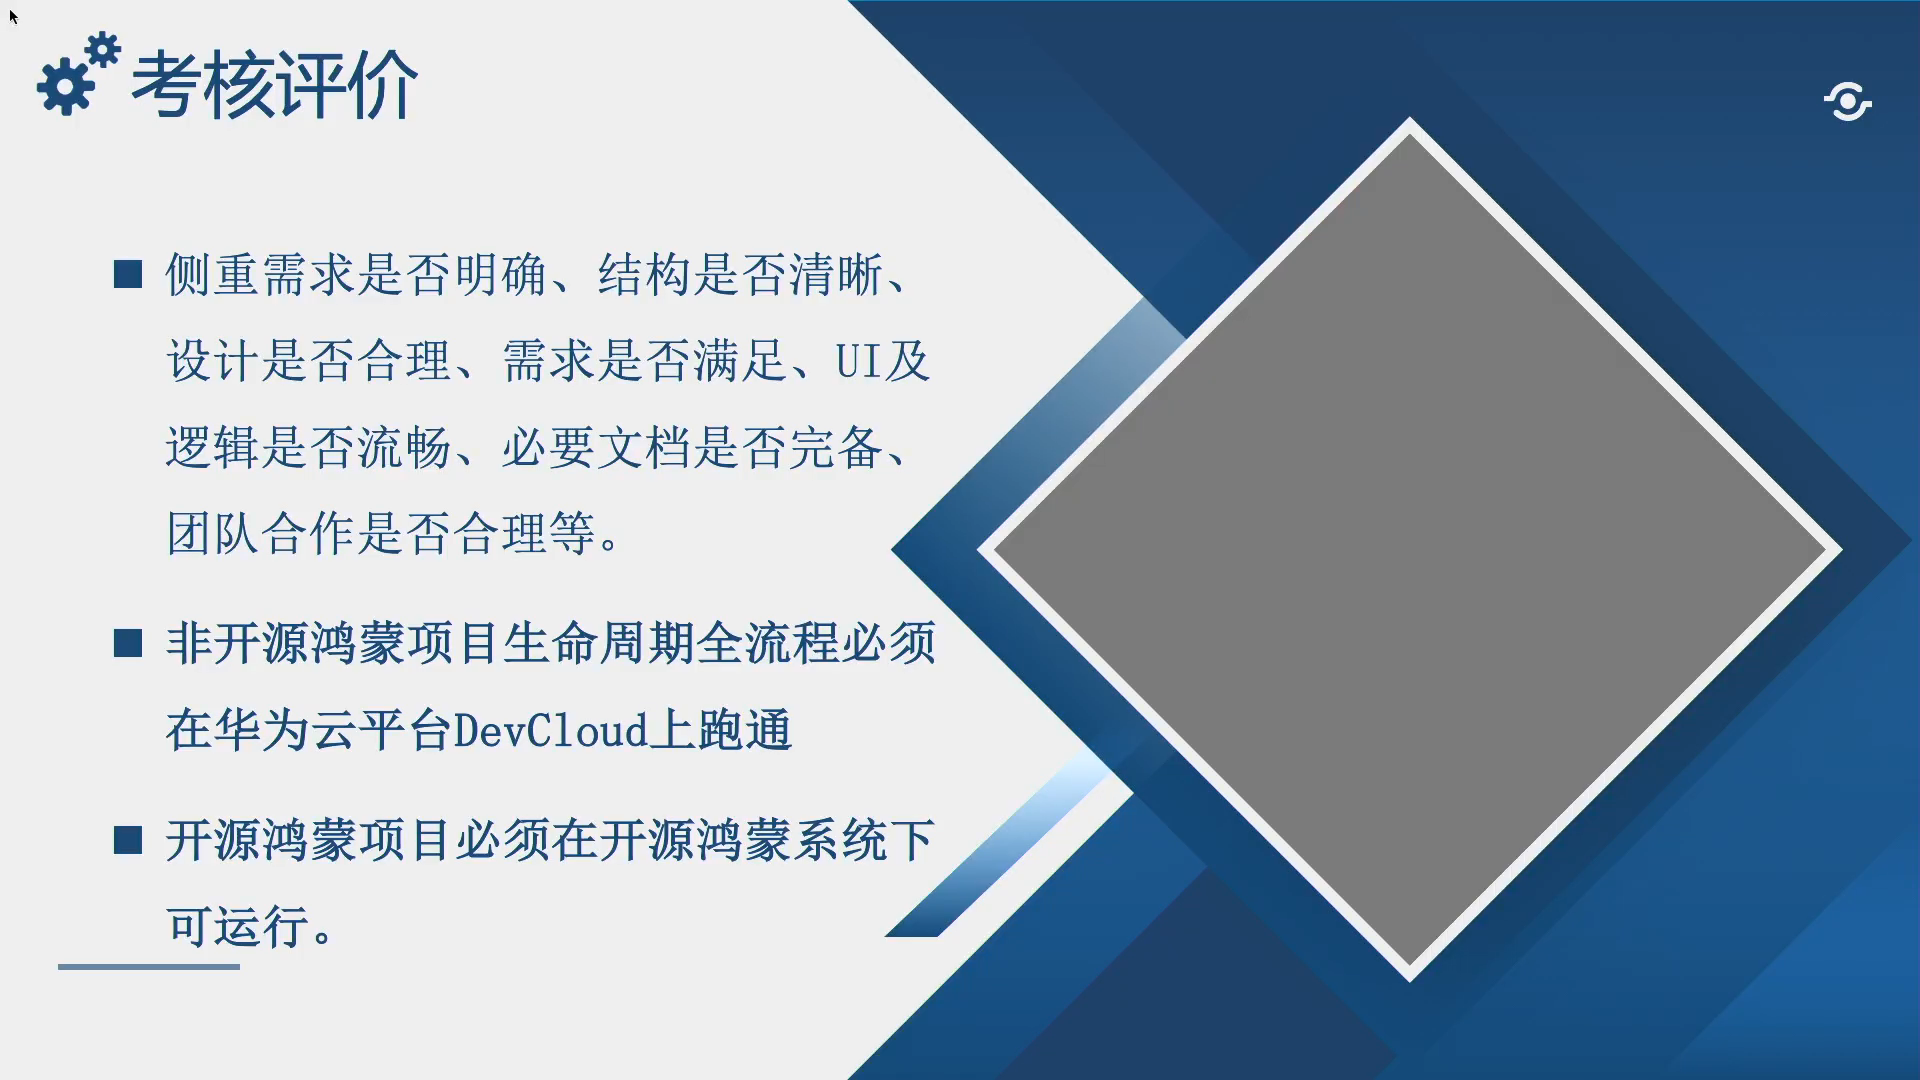 考核评价
侧重需求是否明确、结构是否清晰、
设计是否合理、需求是否满足、UI及
逻辑是否流畅、必要文档是否完备、
团队合作是否合理等。
非开源鸿蒙项目生命周期全流程必须
在华为云平台DevCloud上跑通
开源鸿蒙项目必须在开源鸿蒙系统下
可运行。